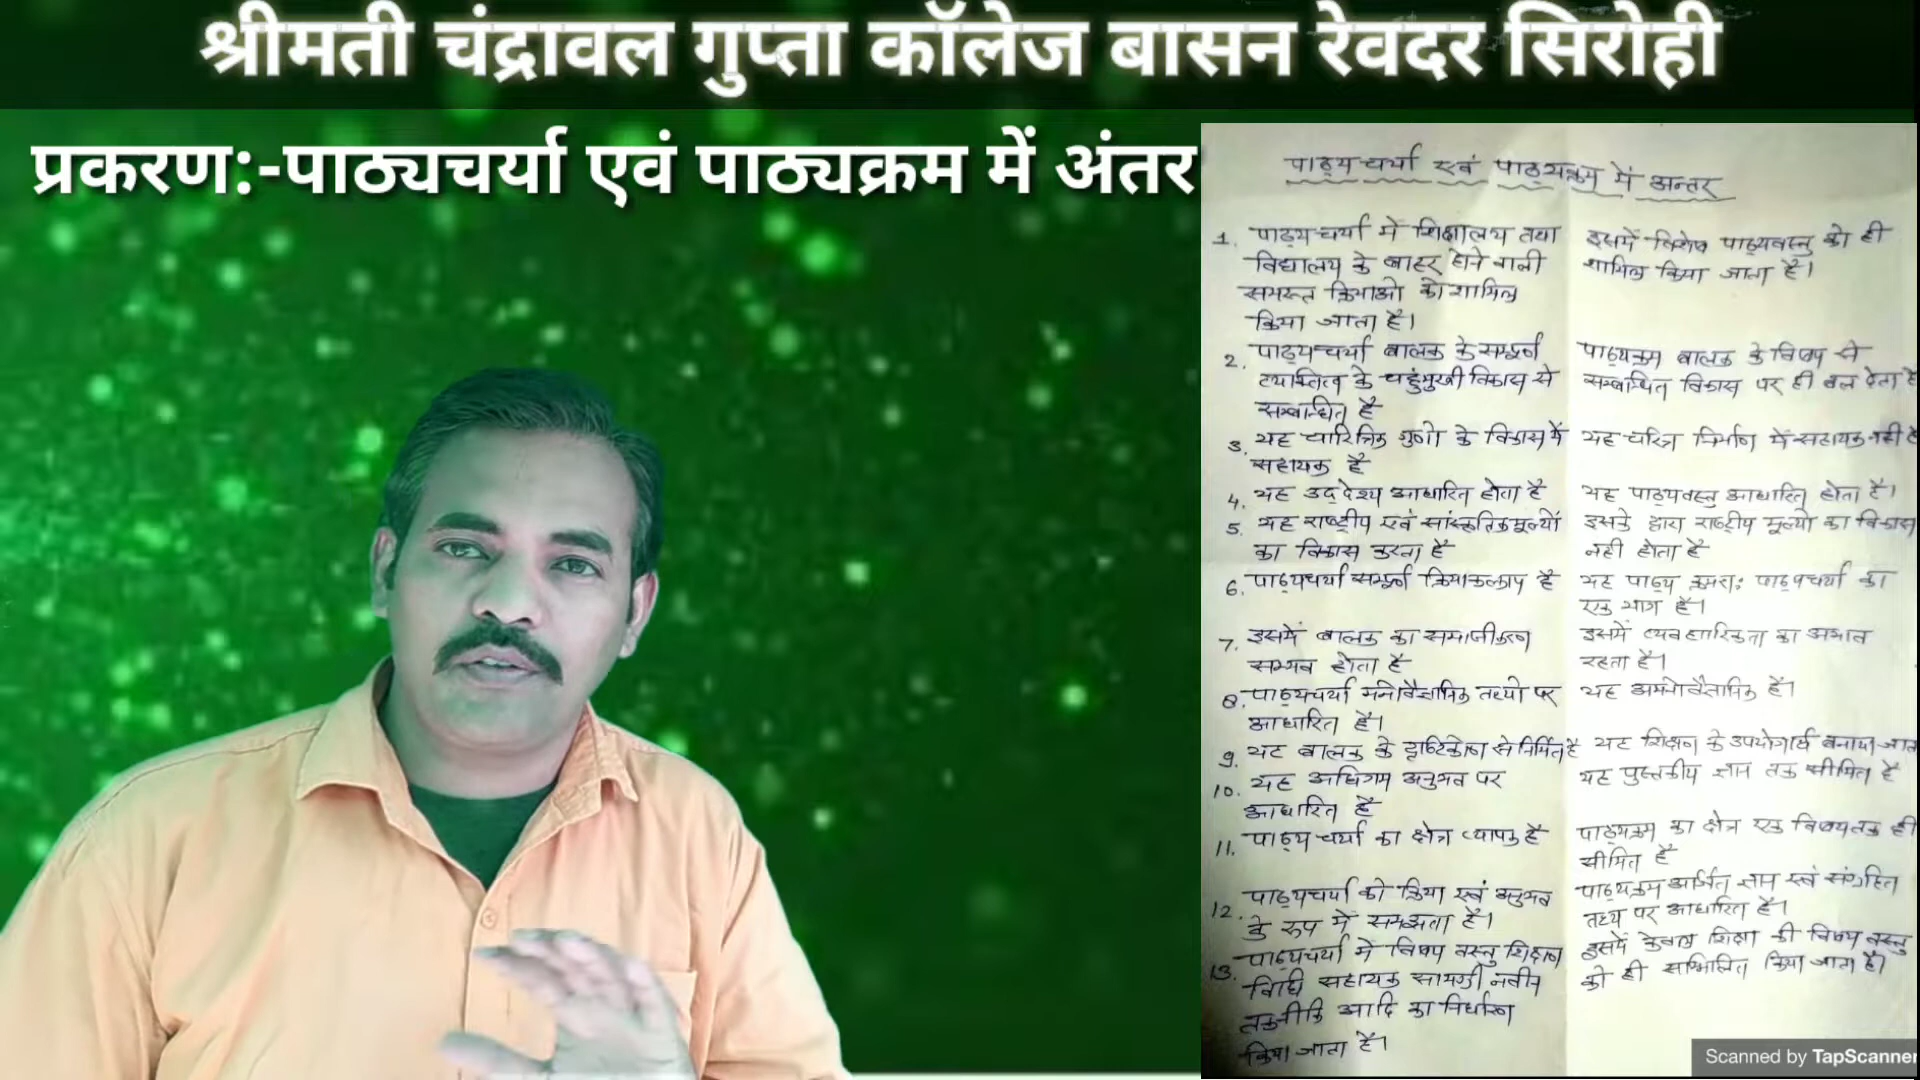 श्रीमती चंद्रावल गुप्ता कॉलेज बासन रेवदर सिरोही
प्रकरण:-पाठ्यचर्या एवं पाठ्यक्रम में अंतर
पाठ्यचर्या एवं पाठ्यक्रम में अन्तर
1. पाठ्यचर्या में शिक्षालय तथा
विद्यालय के बाहर होने वाली
समस्त क्रियाओ को शामिल
किया जाता है।
इसमें विशेष पाठ्यवस्तु को ही
शामिल किया जाता है।
2. पाठ्यचर्या बालक के सम्पूर्ण
व्यक्तित्व के चहुंमुखी विकास से
सम्बन्धित है
पाठ्यक्रम बालक के विषय से
सम्बन्धित विकास पर ही बल देता है
3. यह चारित्रिक गुणो के विकास में
सहायक है
यह चरित्र निर्माण में सहायक नही है
4. यह उद्देश्य आधारित होता है
यह पाठ्यवस्तु आधारित होता है।
5. यह राष्ट्रीय एवं सांस्कृतिक मूल्यों
का विकास करता है
इसके द्वारा राष्ट्रीय मूल्यो का विकास
नही होता है
6. पाठ्यचर्या सम्पूर्ण क्रियाकलाप है
यह पाठ्य क्रमश: पाठ्यचर्या का
एक भाग है।
7. इसमें बालक का समाजीकरण
सम्भव होता है
इसमें व्यवहारिकता का अभाव
रहता है।
8. पाठ्यचर्या मनोवैज्ञानिक तथ्यो पर
आधारित है।
यह अमनोवैज्ञानिक है।
9. यह बालक के दृष्टिकोण से निर्मित है
यह शिक्षण के उपयोगार्थ बनाया जाता
10. यह अधिगम अनुभव पर
आधारित है
यह पुस्तकीय ज्ञान तक सीमित है
11. पाठ्यचर्या का क्षेत्र व्यापक है
पाठ्यक्रम का क्षेत्र एक विषय तक ही
सीमित है
12. पाठ्यचर्या को क्रिया एवं अनुभव
के रुप में समझता है।
पाठ्यक्रम अर्जित ज्ञान एवं संग्रहित
तथ्य पर आधारित है।
13. पाठ्यचर्या मे विषय वस्तु शिक्षण
विधि सहायक सामग्री नवीन
तकनीकि आदि का निर्धारण
किया जाता है।
इसमें केवल शिक्षा की विषय वस्तु
को ही सम्मिलित किया जाता है।
Scanned by TapScanner